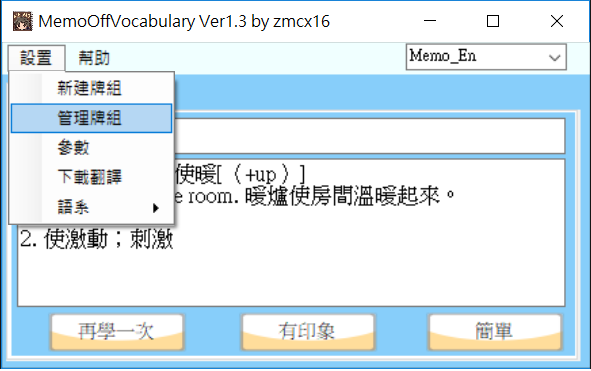 MemoOffVocabulary Ver1.3 by zmcx16
設置 幫助 Memo_En
新建牌組
管理牌組
參數
下載翻譯
語系
使暖[（+up）]
e room. 暖爐使房間溫暖起來。
2. 使激動；刺激
再學一次 有印象 簡單